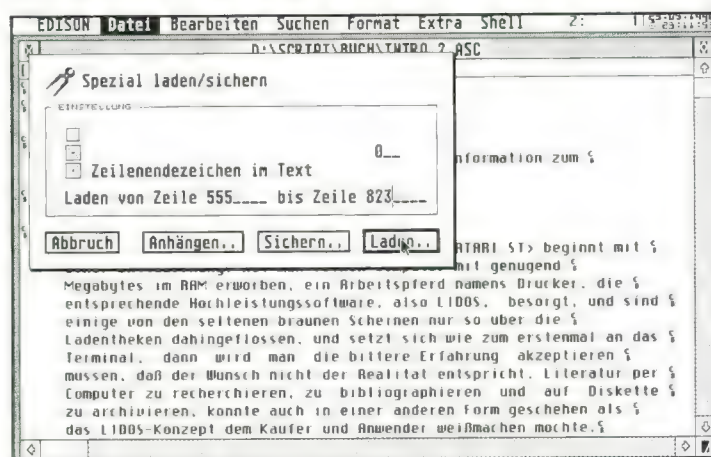 EDISON Datei Bearbeiten Suchen Format Extra Shell 2: 1
D:\SCRIPT\BUCH\INTRO_2.ASC
Spezial laden/sichern
EINSTELLUNG
0__
Zeilenendezeichen im Text
Laden von Zeile 555____ bis Zeile 823____
nformation zum
Abbruch Anhängen.. Sichern.. Laden..
ATARI ST> beginnt mit
mit genugend
Megabytes im RAM erworben, ein Arbeitspferd namens Drucker, die
entsprechende Hochleistungssoftware, also LIDOS, besorgt, und sind
einige von den seltenen braunen Scheinen nur so uber die
Ladentheken dahingeflossen, und setzt sich wie zum erstenmal an das
Terminal, dann wird man die bittere Erfahrung akzeptieren
mussen, daß der Wunsch nicht der Realitat entspricht. Literatur per
Computer zu recherchieren, zu bibliographieren und auf Diskette
zu archivieren, konnte auch in einer anderen Form geschehen als
das LIDOS-Konzept dem Kaufer und Anwender weißmachen mochte.